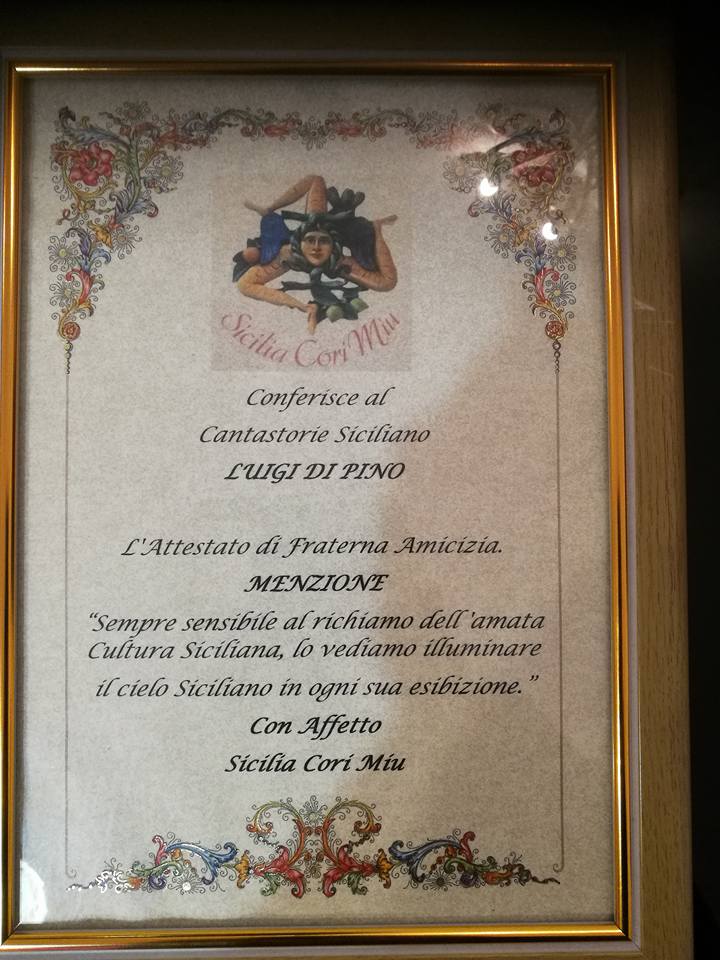 Sicilia Cori Miu
Conferisce al
Cantastorie Siciliano
LUIGI DI PINO
L'Attestato di Fraterna Amicizia.
MENZIONE
“Sempre sensibile al richiamo dell'amata
Cultura Siciliana, lo vediamo illuminare
il cielo Siciliano in ogni sua esibizione.”
Con Affetto
Sicilia Cori Miu